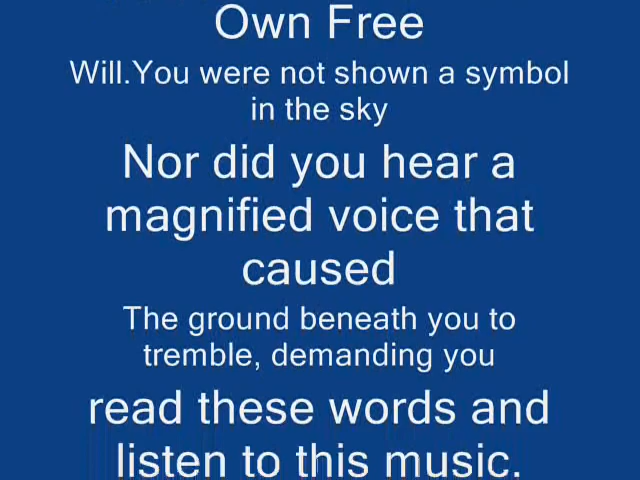 Own Free
Will.You were not shown a symbol
in the sky
Nor did you hear a
magnified voice that
caused
The ground beneath you to
tremble, demanding you
read these words and
listen to this music.